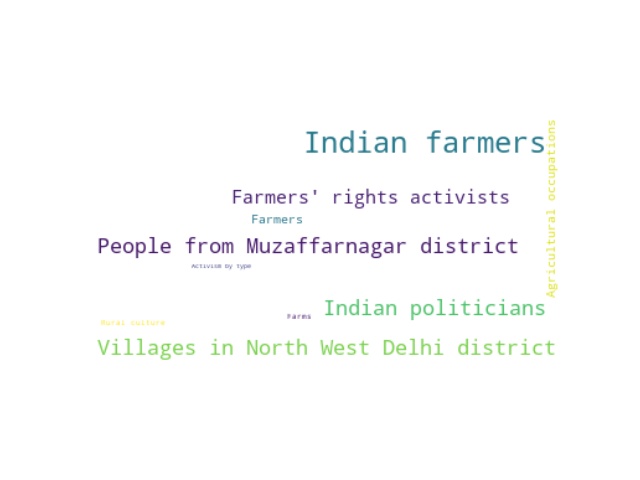 Indian farmers
Agricultural occupations
Farmers' rights activists
Farmers
People from Muzaffarnagar district
Activism by type
Indian politicians
Farms
Rural culture
Villages in North West Delhi district